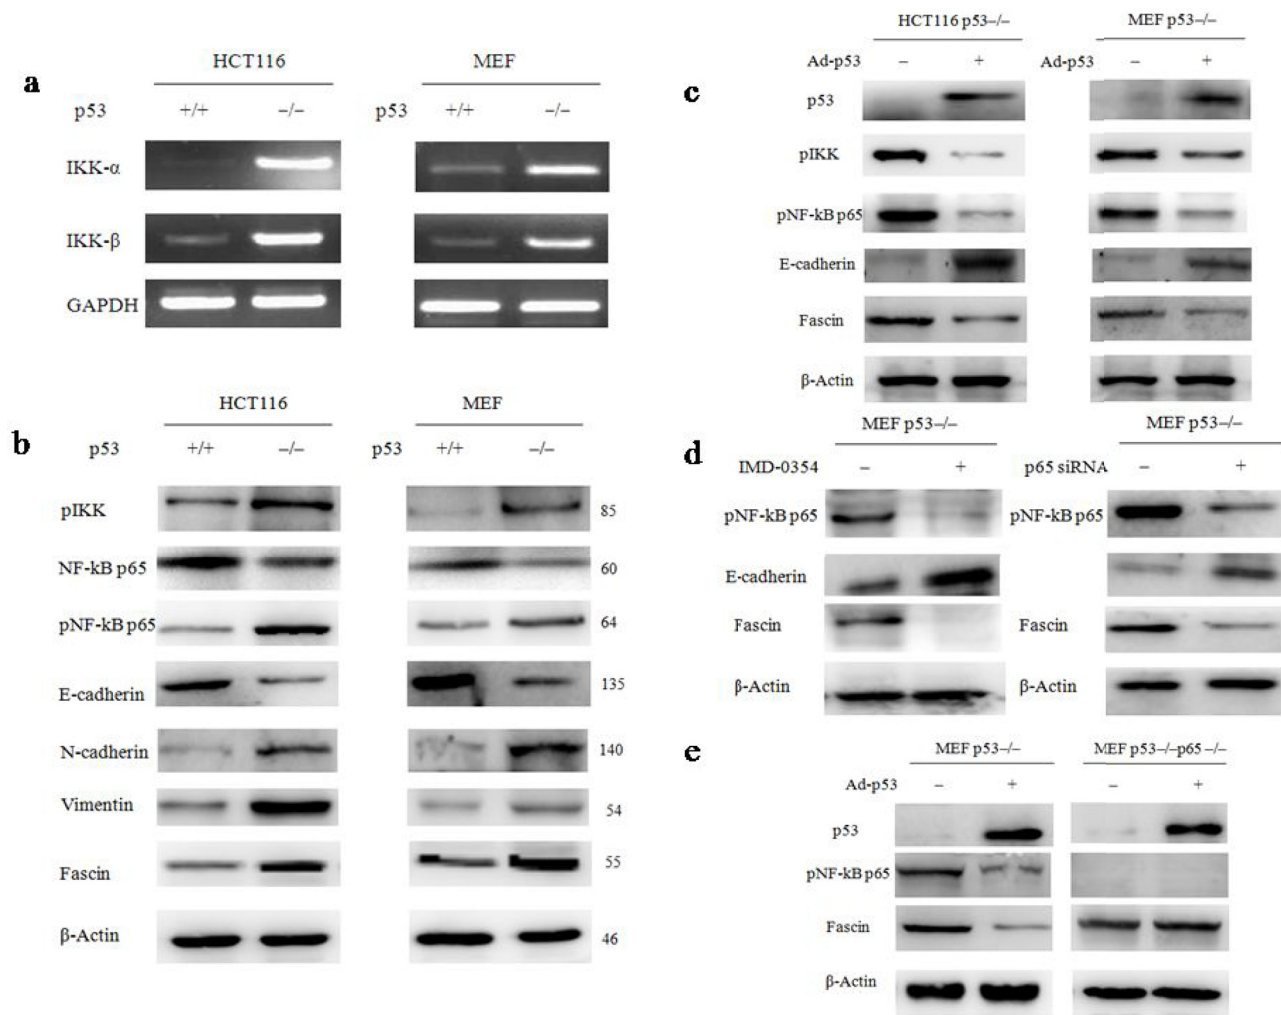 a
HCT116 MEF
p53 +/+ –/– p53 +/+ –/–
IKK-α
IKK-β
GAPDH
b
HCT116 MEF
p53 +/+ –/– p53 +/+ –/–
pIKK 85
NF-kB p65 60
pNF-kB p65 64
E-cadherin 135
N-cadherin 140
Vimentin 54
Fascin 55
β-Actin 46
c
HCT116 p53–/– MEF p53–/–
Ad-p53 – + Ad-p53 – +
p53
pIKK
pNF-kB p65
E-cadherin
Fascin
β-Actin
d
MEF p53–/– MEF p53–/–
IMD-0354 – + p65 siRNA – +
pNF-kB p65 pNF-kB p65
E-cadherin
Fascin Fascin
β-Actin β-Actin
e
MEF p53–/– MEF p53–/–p65 –/–
Ad-p53 – + – +
p53
pNF-kB p65
Fascin
β-Actin